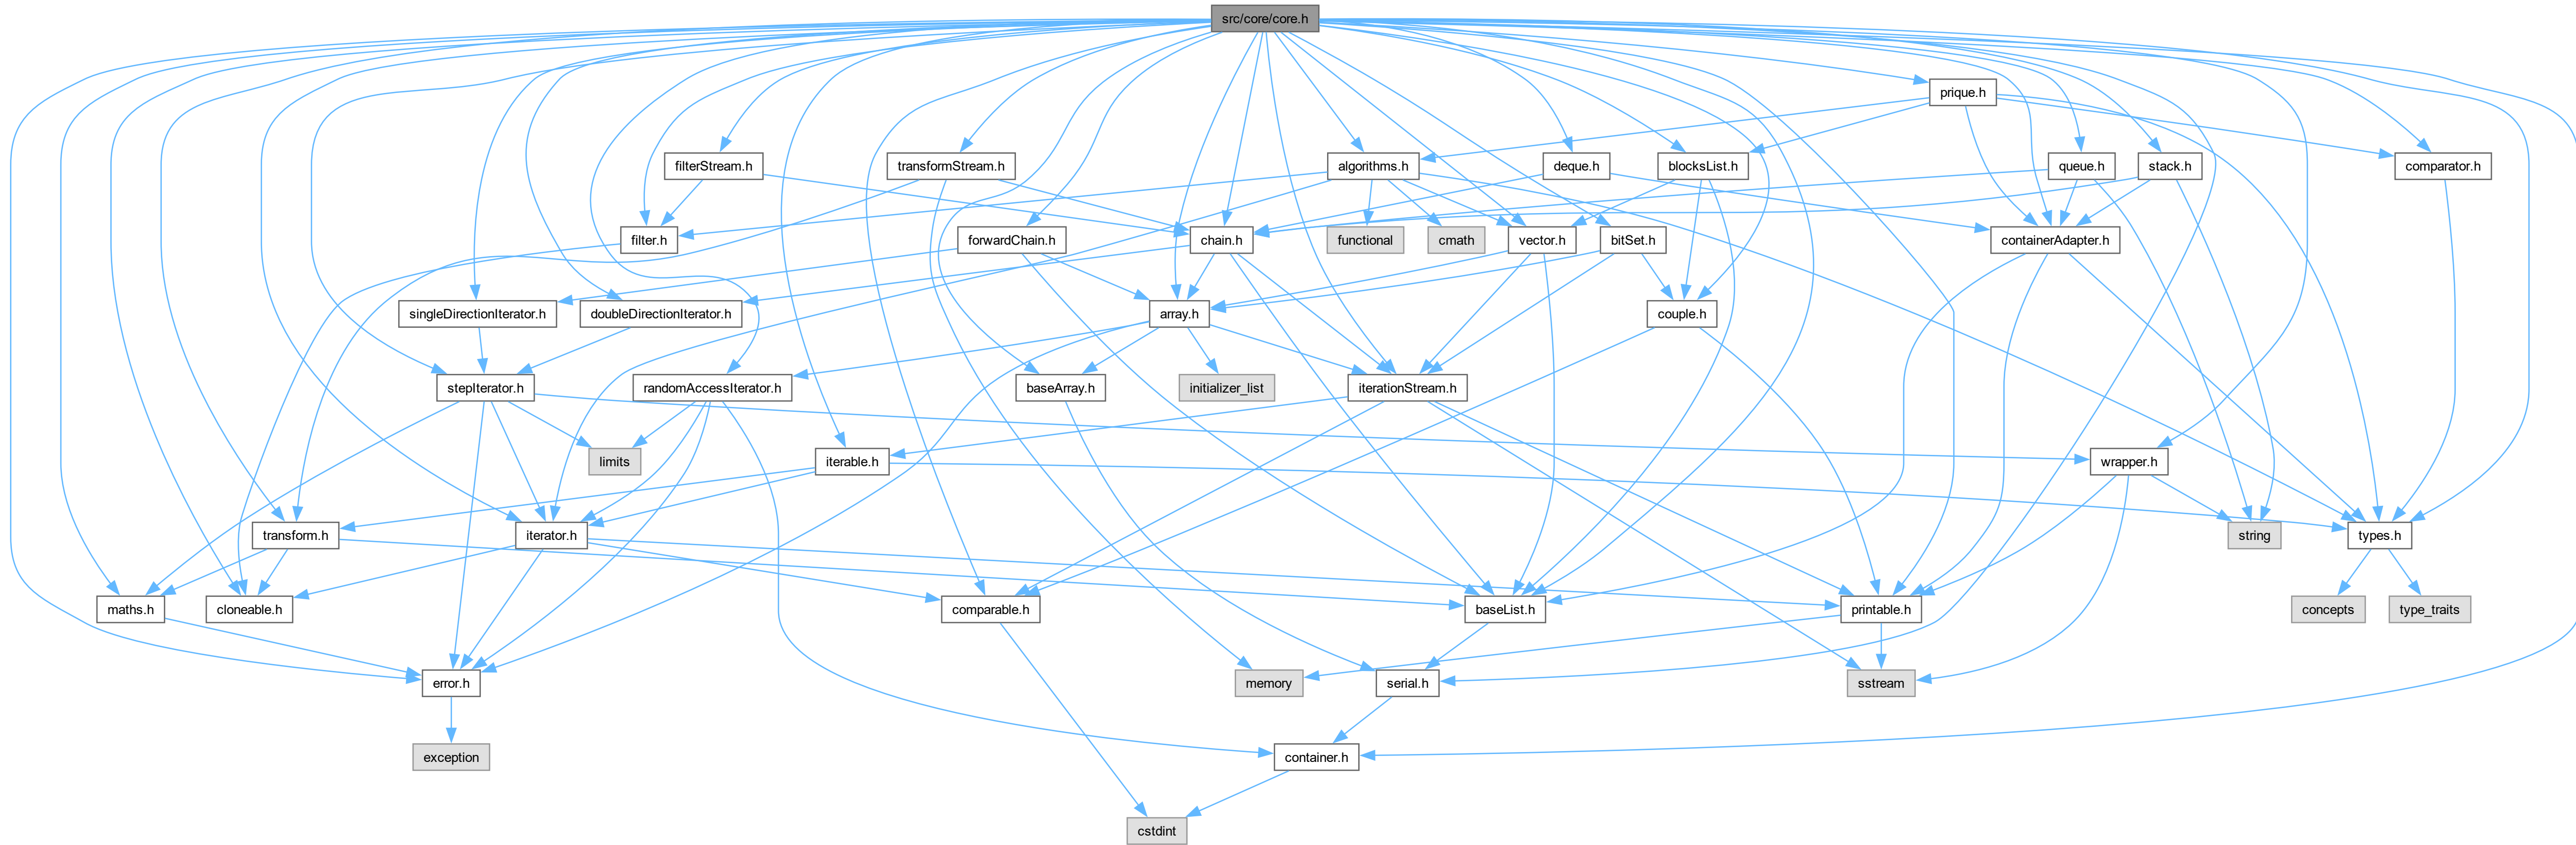 src/core/core.h
prique.h
filterStream.h
transformStream.h
algorithms.h
deque.h
blocksList.h
queue.h
stack.h
comparator.h
filter.h
forwardChain.h
chain.h
functional
cmath
vector.h
bitSet.h
containerAdapter.h
singleDirectionIterator.h
doubleDirectionIterator.h
array.h
couple.h
stepIterator.h
randomAccessIterator.h
baseArray.h
initializer_list
iterationStream.h
limits
iterable.h
wrapper.h
transform.h
iterator.h
string
types.h
maths.h
cloneable.h
comparable.h
baseList.h
printable.h
concepts
type_traits
error.h
memory
serial.h
sstream
exception
container.h
cstdint